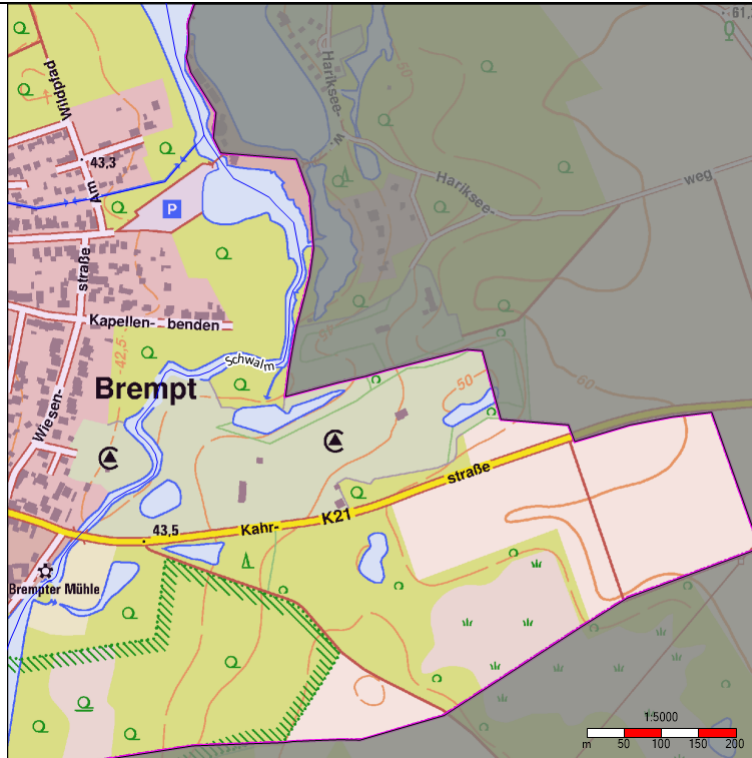 61,
Wildpfad
Hariksee- w.
50
43,3
Am
Hariksee-
weg
P
straße
Kapellen- benden
42,5
45
Schwalm
Brempt
50
60
Wiesen-
straße
K21
Kahr-
43,5
Brempter Mühle
1:5000
m 50 100 150 200